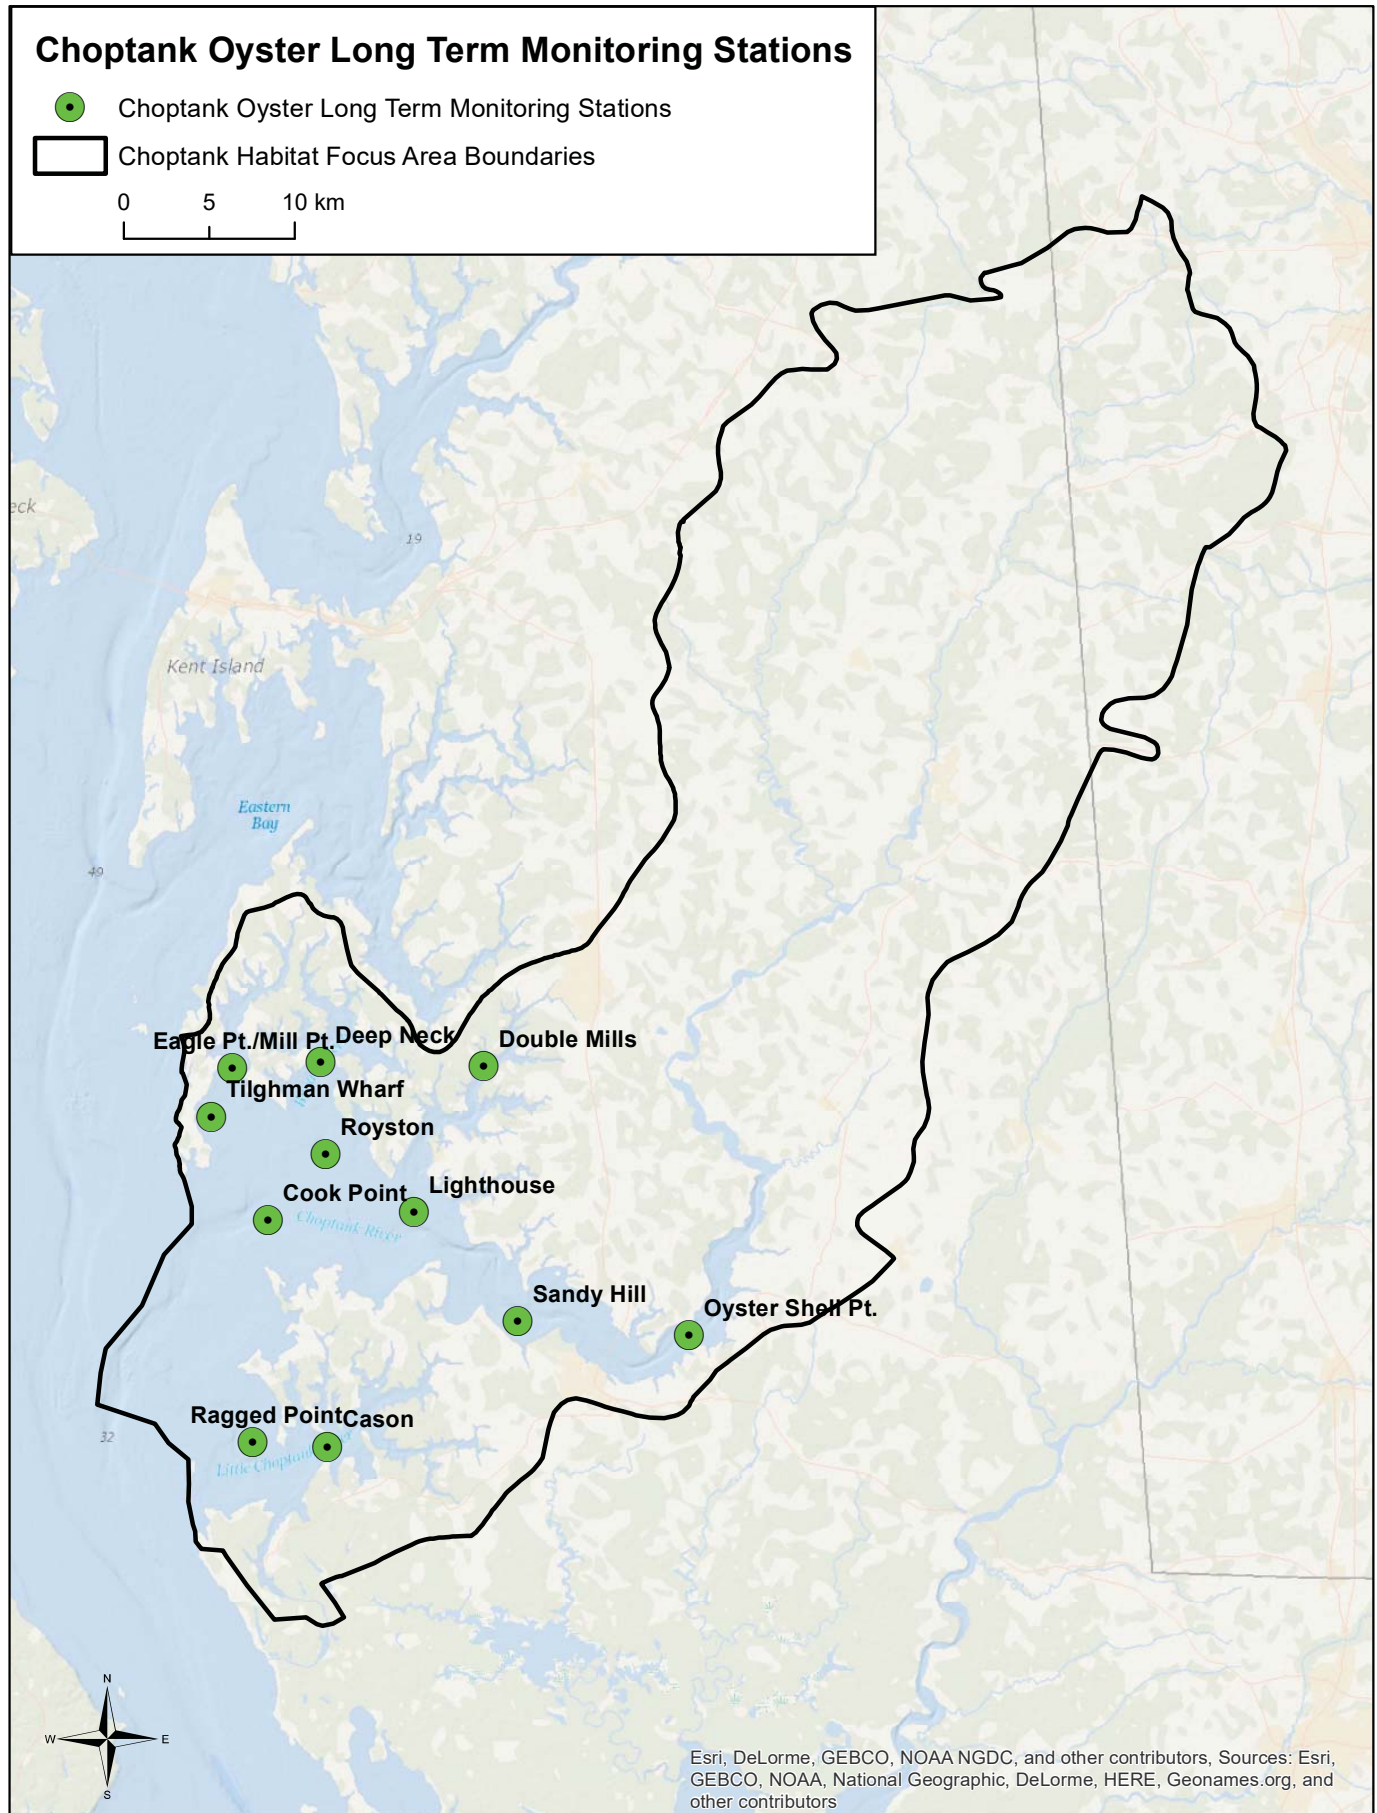 Choptank Oyster Long Term Monitoring Stations
Choptank Oyster Long Term Monitoring Stations
Choptank Habitat Focus Area Boundaries
0 5 10 km
eck
19
Kent Island
Eastern
Bay
49
Eagle Pt./Mill Pt.
Deep Neck
Double Mills
Tilghman Wharf
Royston
Cook Point
Lighthouse
Choptank River
Sandy Hill
Oyster Shell Pt.
Ragged Point
Cason
32
Little Choptank
N
W E
S
Esri, DeLorme, GEBCO, NOAA NGDC, and other contributors, Sources: Esri,
GEBCO, NOAA, National Geographic, DeLorme, HERE, Geonames.org, and
other contributors